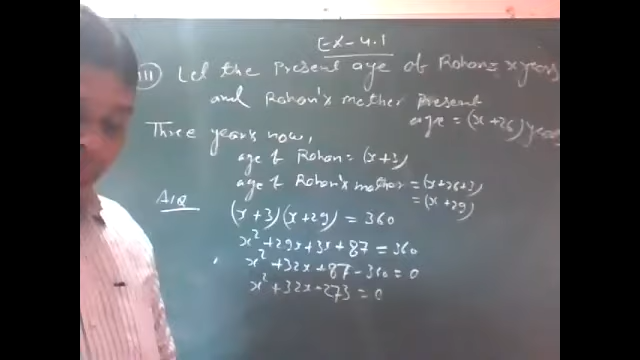 Ex-4.1
(iii) Let the Present age of Rohan = x years
and Rohan's mother Present
age = (x+26) years
Three years now,
age of Rohan = (x+3)
age of Rohan's mother = (x+26+3)
= (x+29)
A/Q
(x+3)(x+29) = 360
x² + 29x + 3x + 87 = 360
x² + 32x + 87 - 360 = 0
x² + 32x - 273 = 0